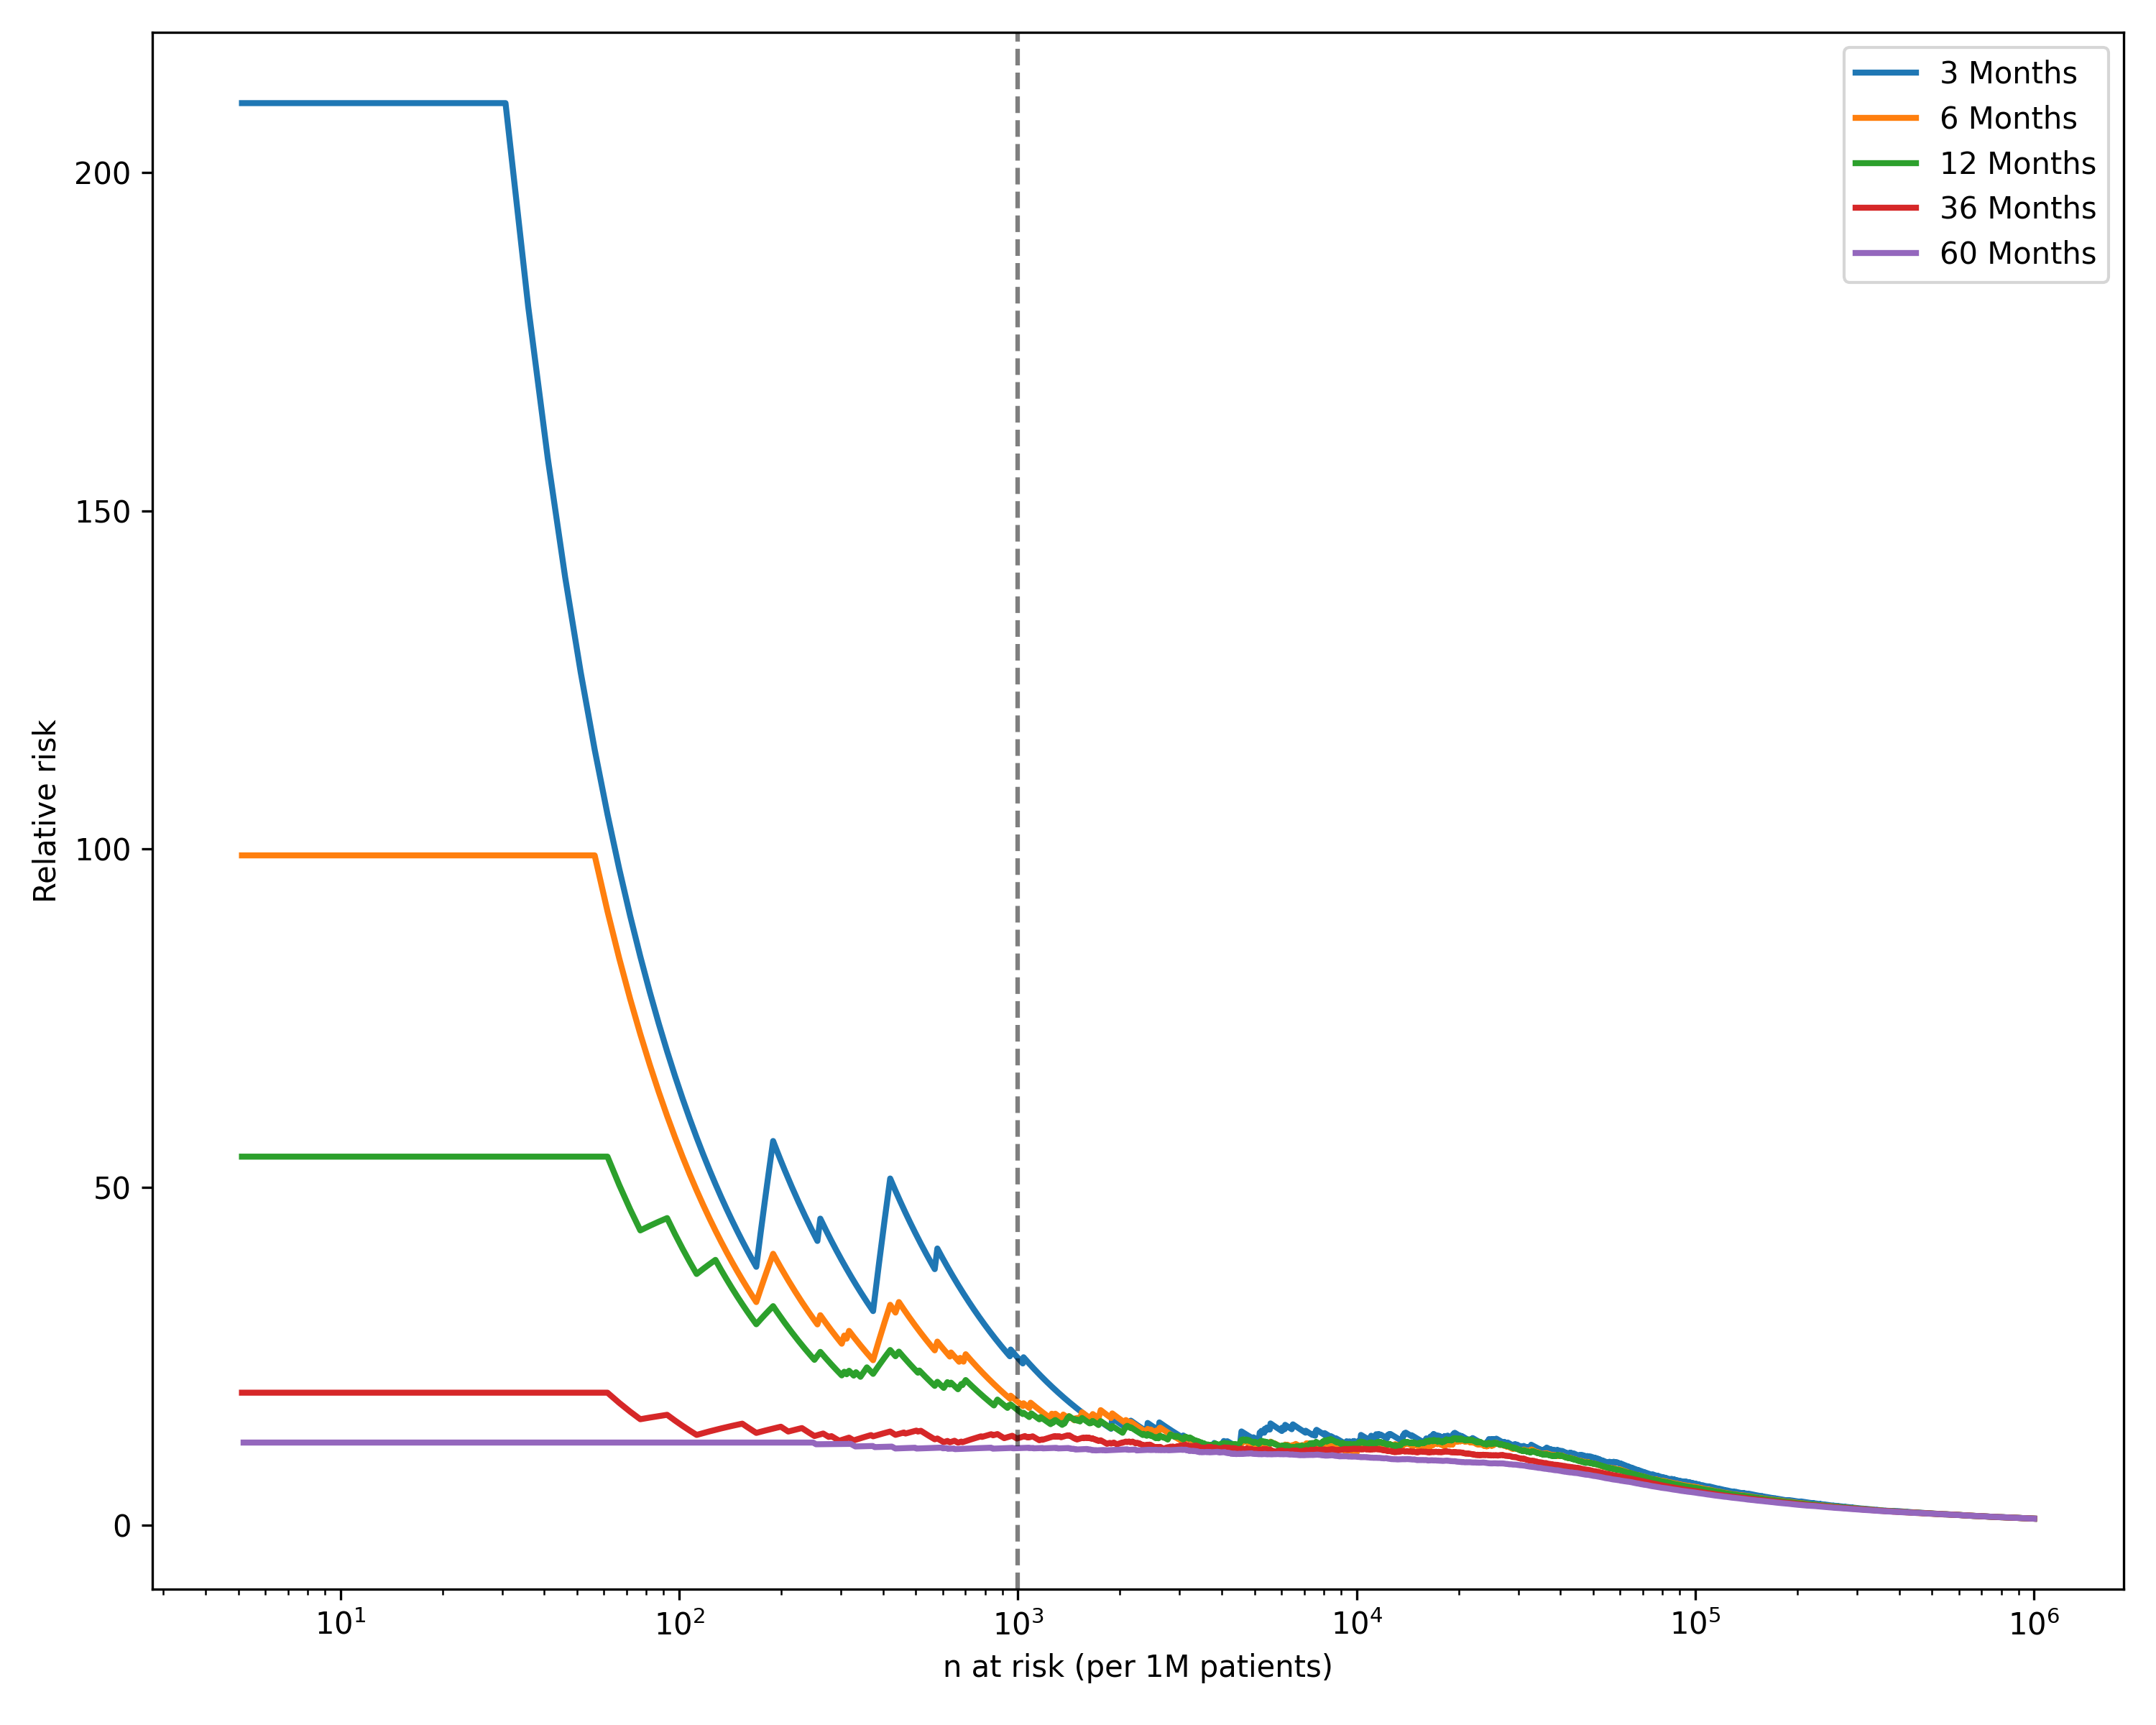 3 Months
6 Months
12 Months
36 Months
60 Months
200
150
100
50
0
Relative risk
10¹ 10² 10³ 10⁴ 10⁵ 10⁶
n at risk (per 1M patients)